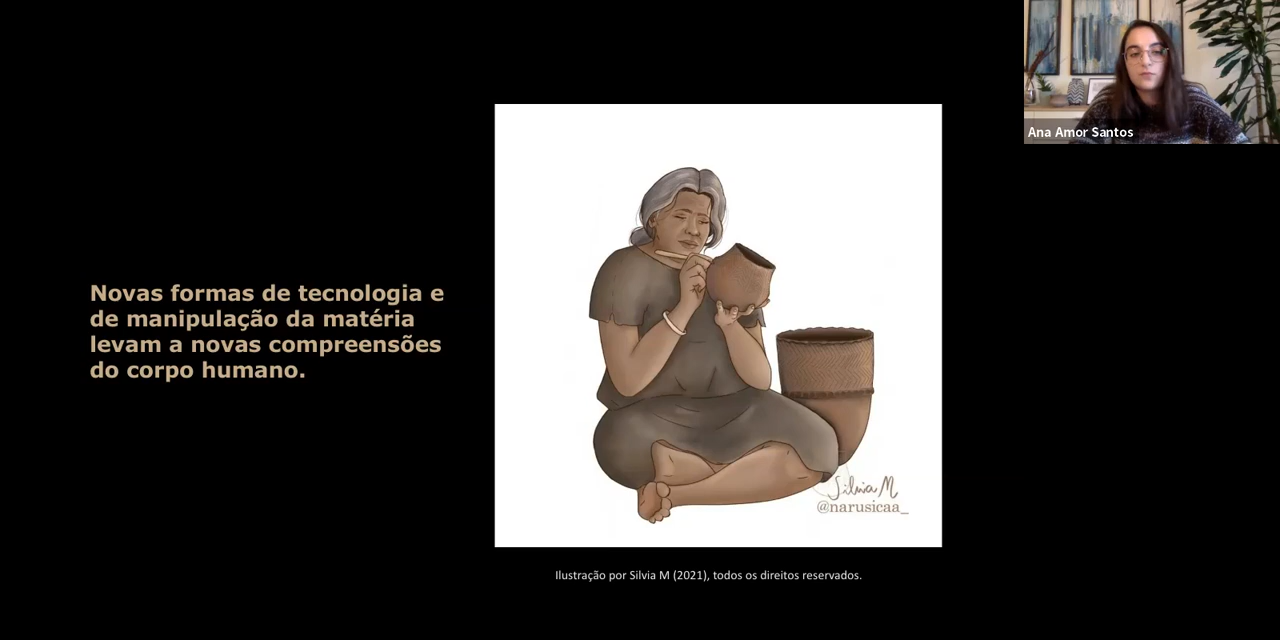 Ana Amor Santos
Novas formas de tecnologia e
de manipulação da matéria
levam a novas compreensões
do corpo humano.
Silvia M
@narusicaa_
Ilustração por Silvia M (2021), todos os direitos reservados.